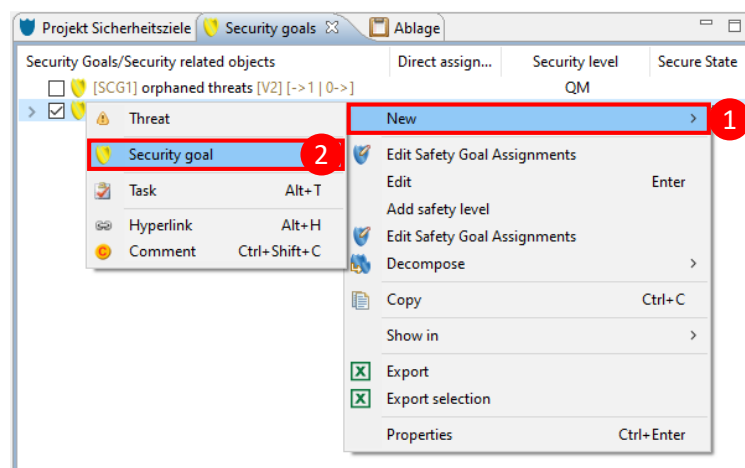 Projekt Sicherheitsziele Security goals Ablage
Security Goals/Security related objects Direct assign... Security level Secure State
[SCG1] orphaned threats [V2] [->1 | 0->] QM
Threat
Security goal 2
Task Alt+T
Hyperlink Alt+H
Comment Ctrl+Shift+C
New 1
Edit Safety Goal Assignments
Edit Enter
Add safety level
Edit Safety Goal Assignments
Decompose
Copy Ctrl+C
Show in
Export
Export selection
Properties Ctrl+Enter